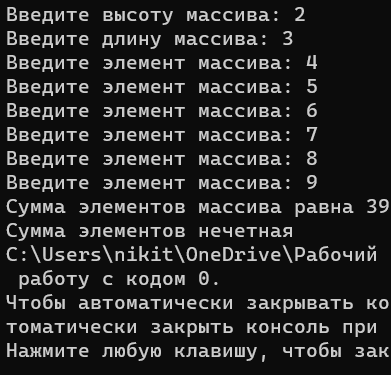 Введите высоту массива: 2
Введите длину массива: 3
Введите элемент массива: 4
Введите элемент массива: 5
Введите элемент массива: 6
Введите элемент массива: 7
Введите элемент массива: 8
Введите элемент массива: 9
Сумма элементов массива равна 39
Сумма элементов нечетная
C:\Users\nikit\OneDrive\Рабочий
работу с кодом 0.
Чтобы автоматически закрывать ко
томатически закрыть консоль при
Нажмите любую клавишу, чтобы зак